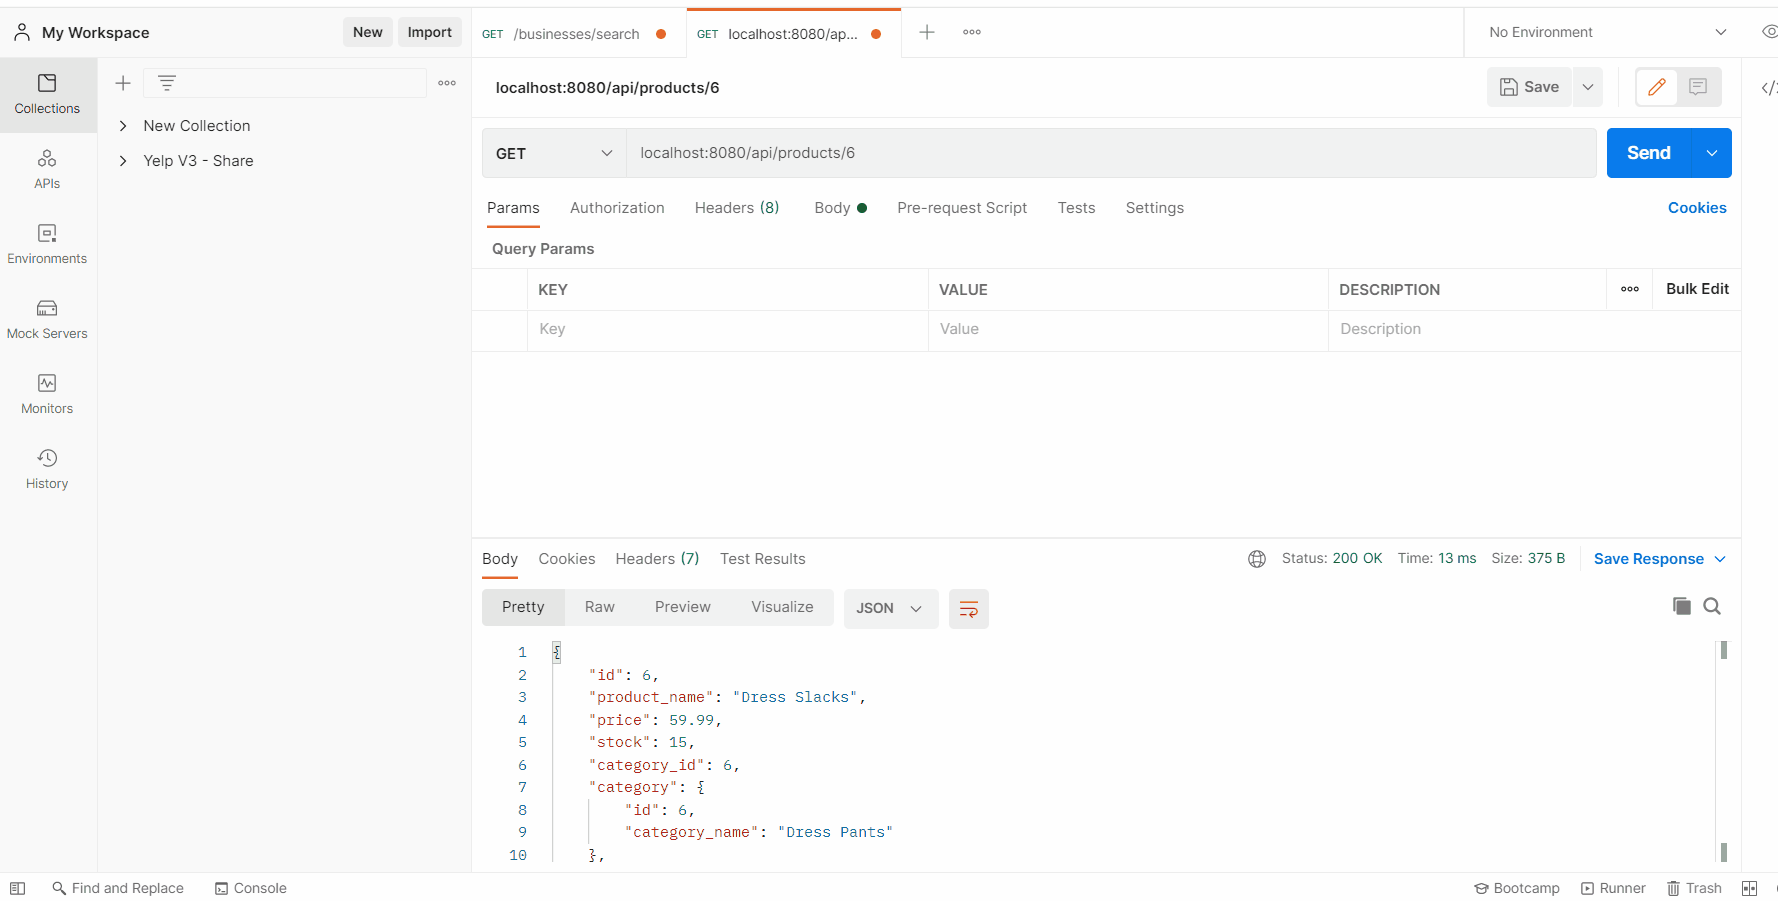 My Workspace
New
Import
GET /businesses/search
GET localhost:8080/ap...
No Environment
Collections
APIs
Environments
Mock Servers
Monitors
History
New Collection
Yelp V3 - Share
localhost:8080/api/products/6
Save
GET
localhost:8080/api/products/6
Send
Params
Authorization
Headers (8)
Body
Pre-request Script
Tests
Settings
Cookies
Query Params
KEY
VALUE
DESCRIPTION
Bulk Edit
Key
Value
Description
Body
Cookies
Headers (7)
Test Results
Status: 200 OK
Time: 13 ms
Size: 375 B
Save Response
Pretty
Raw
Preview
Visualize
JSON
1 {
2 "id": 6,
3 "product_name": "Dress Slacks",
4 "price": 59.99,
5 "stock": 15,
6 "category_id": 6,
7 "category": {
8 "id": 6,
9 "category_name": "Dress Pants"
10 },
Find and Replace
Console
Bootcamp
Runner
Trash